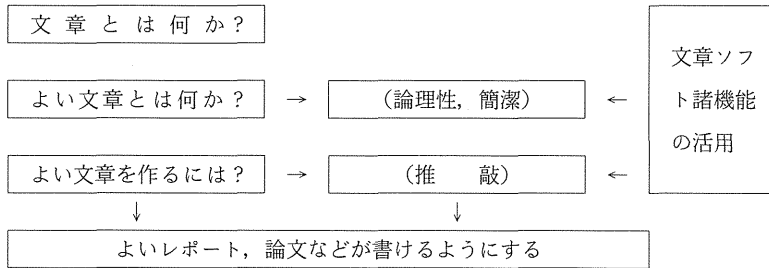 文章とは何か？
よい文章とは何か？ → （論理性，簡潔） ←
よい文章を作るには？ → （推　敲） ←
↓ ↓
よいレポート，論文などが書けるようにする
文章ソフ
ト諸機能
の活用